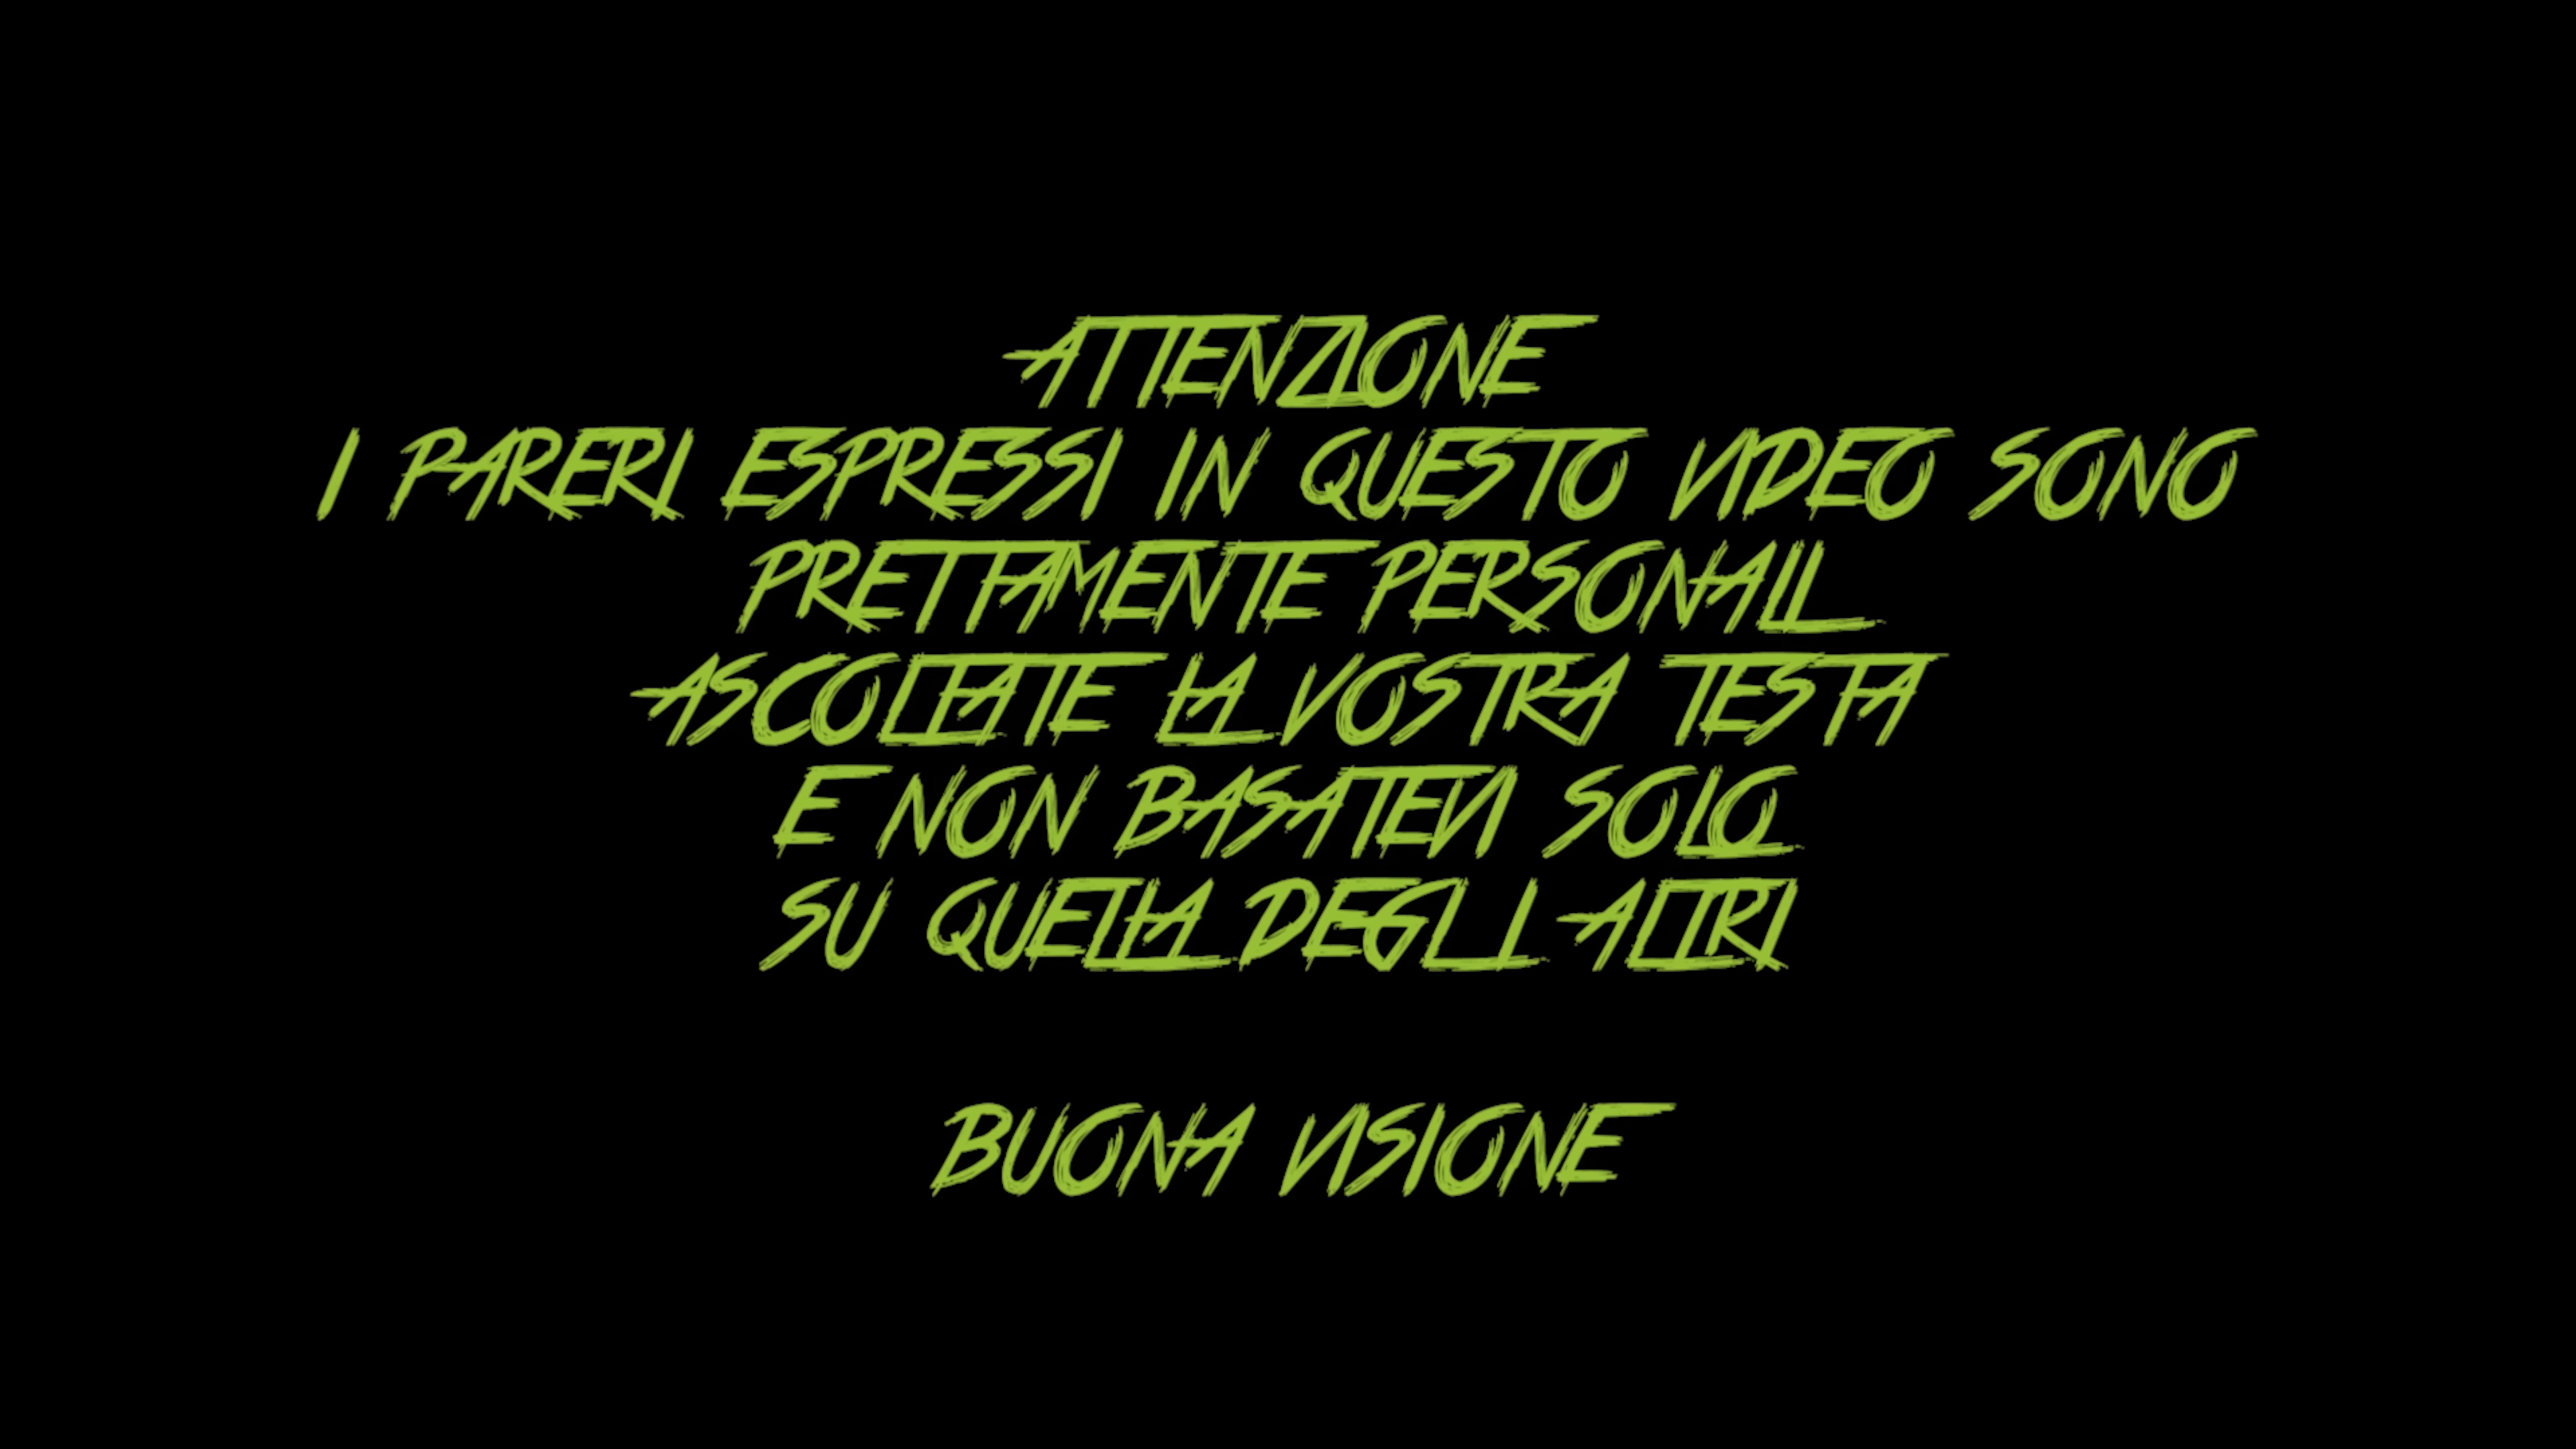 ATTENZIONE
I PARERI ESPRESSI IN QUESTO VIDEO SONO
PRETTAMENTE PERSONALI
ASCOLTATE LA VOSTRA TESTA
E NON BASATEVI SOLO
SU QUELLA DEGLI ALTRI
BUONA VISIONE